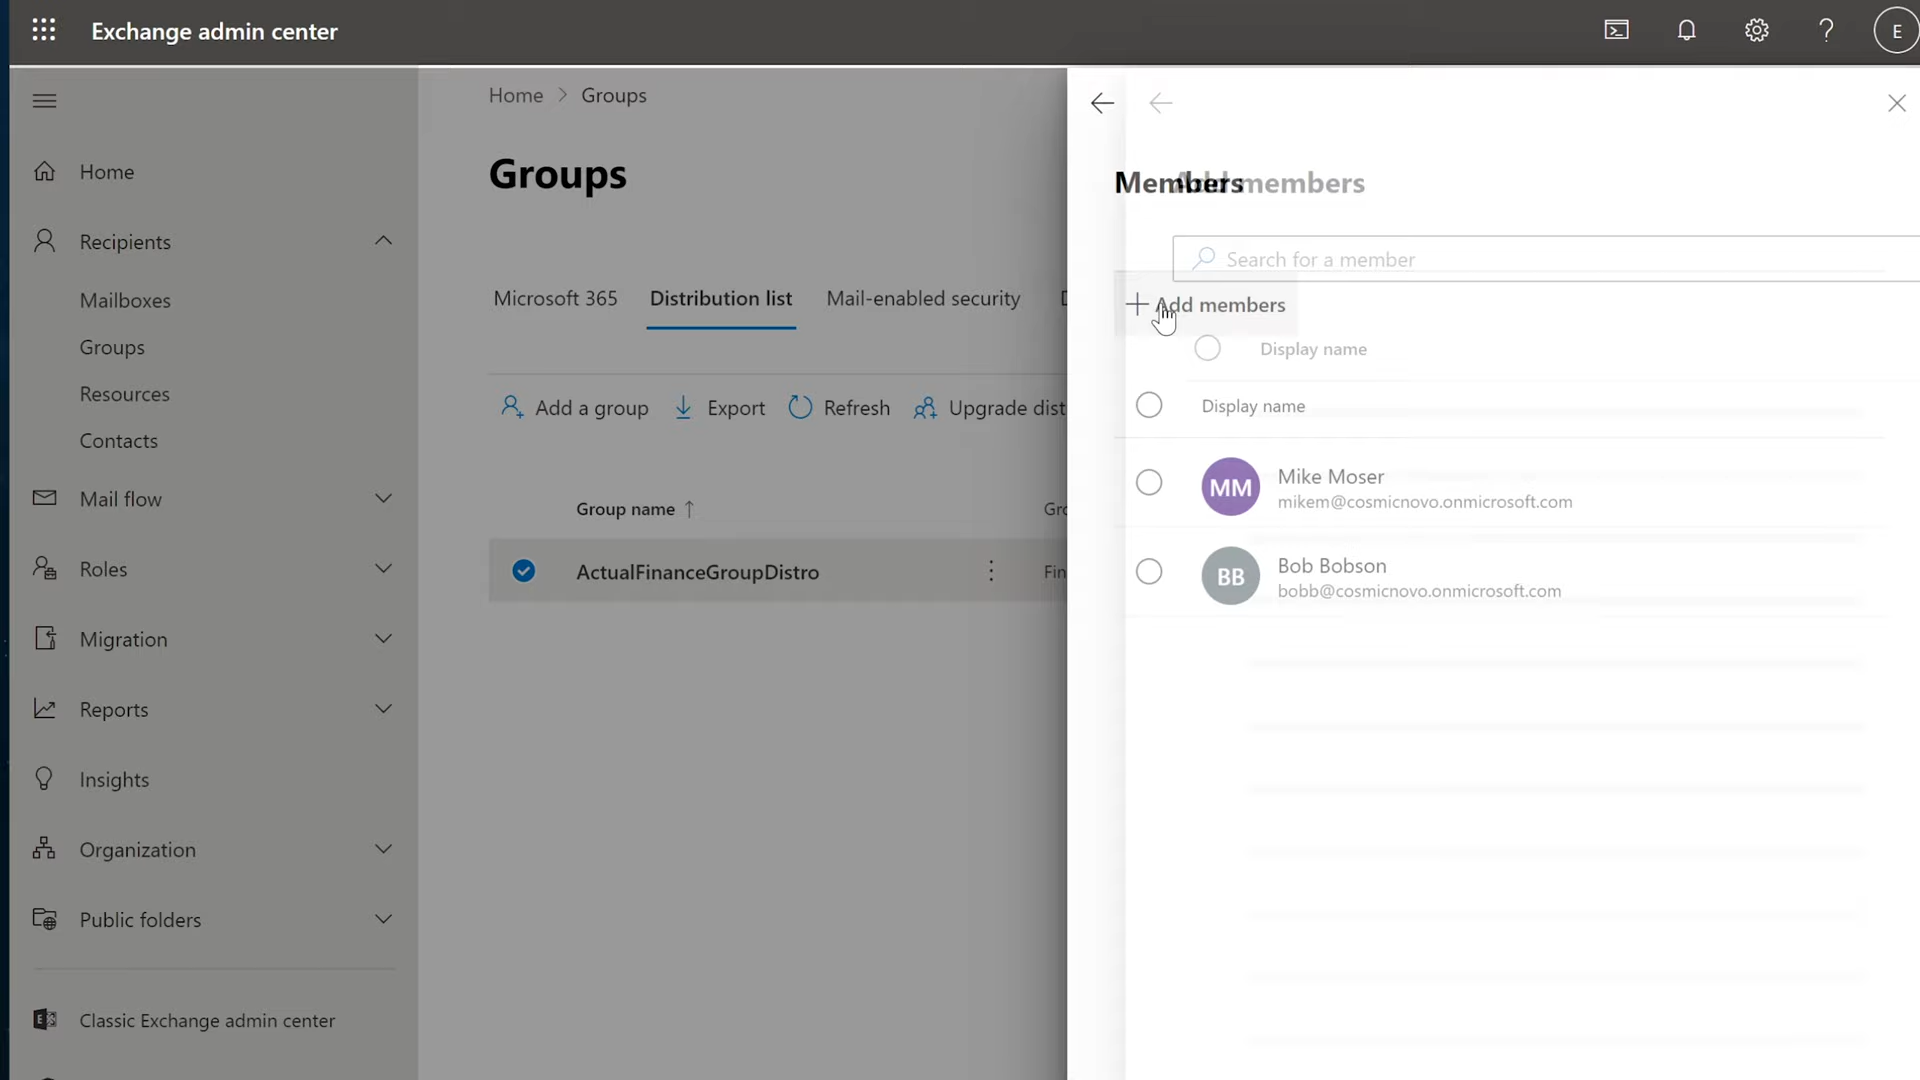 Exchange admin center
E
Home
Recipients
Mailboxes
Groups
Resources
Contacts
Mail flow
Roles
Migration
Reports
Insights
Organization
Public folders
Classic Exchange admin center
Home > Groups
Groups
Microsoft 365
Distribution list
Mail-enabled security
Add a group
Export
Refresh
Upgrade dist
Group name ↑
Gro
ActualFinanceGroupDistro
Fin
Members
Add members
Search for a member
Add members
Display name
Display name
MM
Mike Moser
mikem@cosmicnovo.onmicrosoft.com
BB
Bob Bobson
bobb@cosmicnovo.onmicrosoft.com